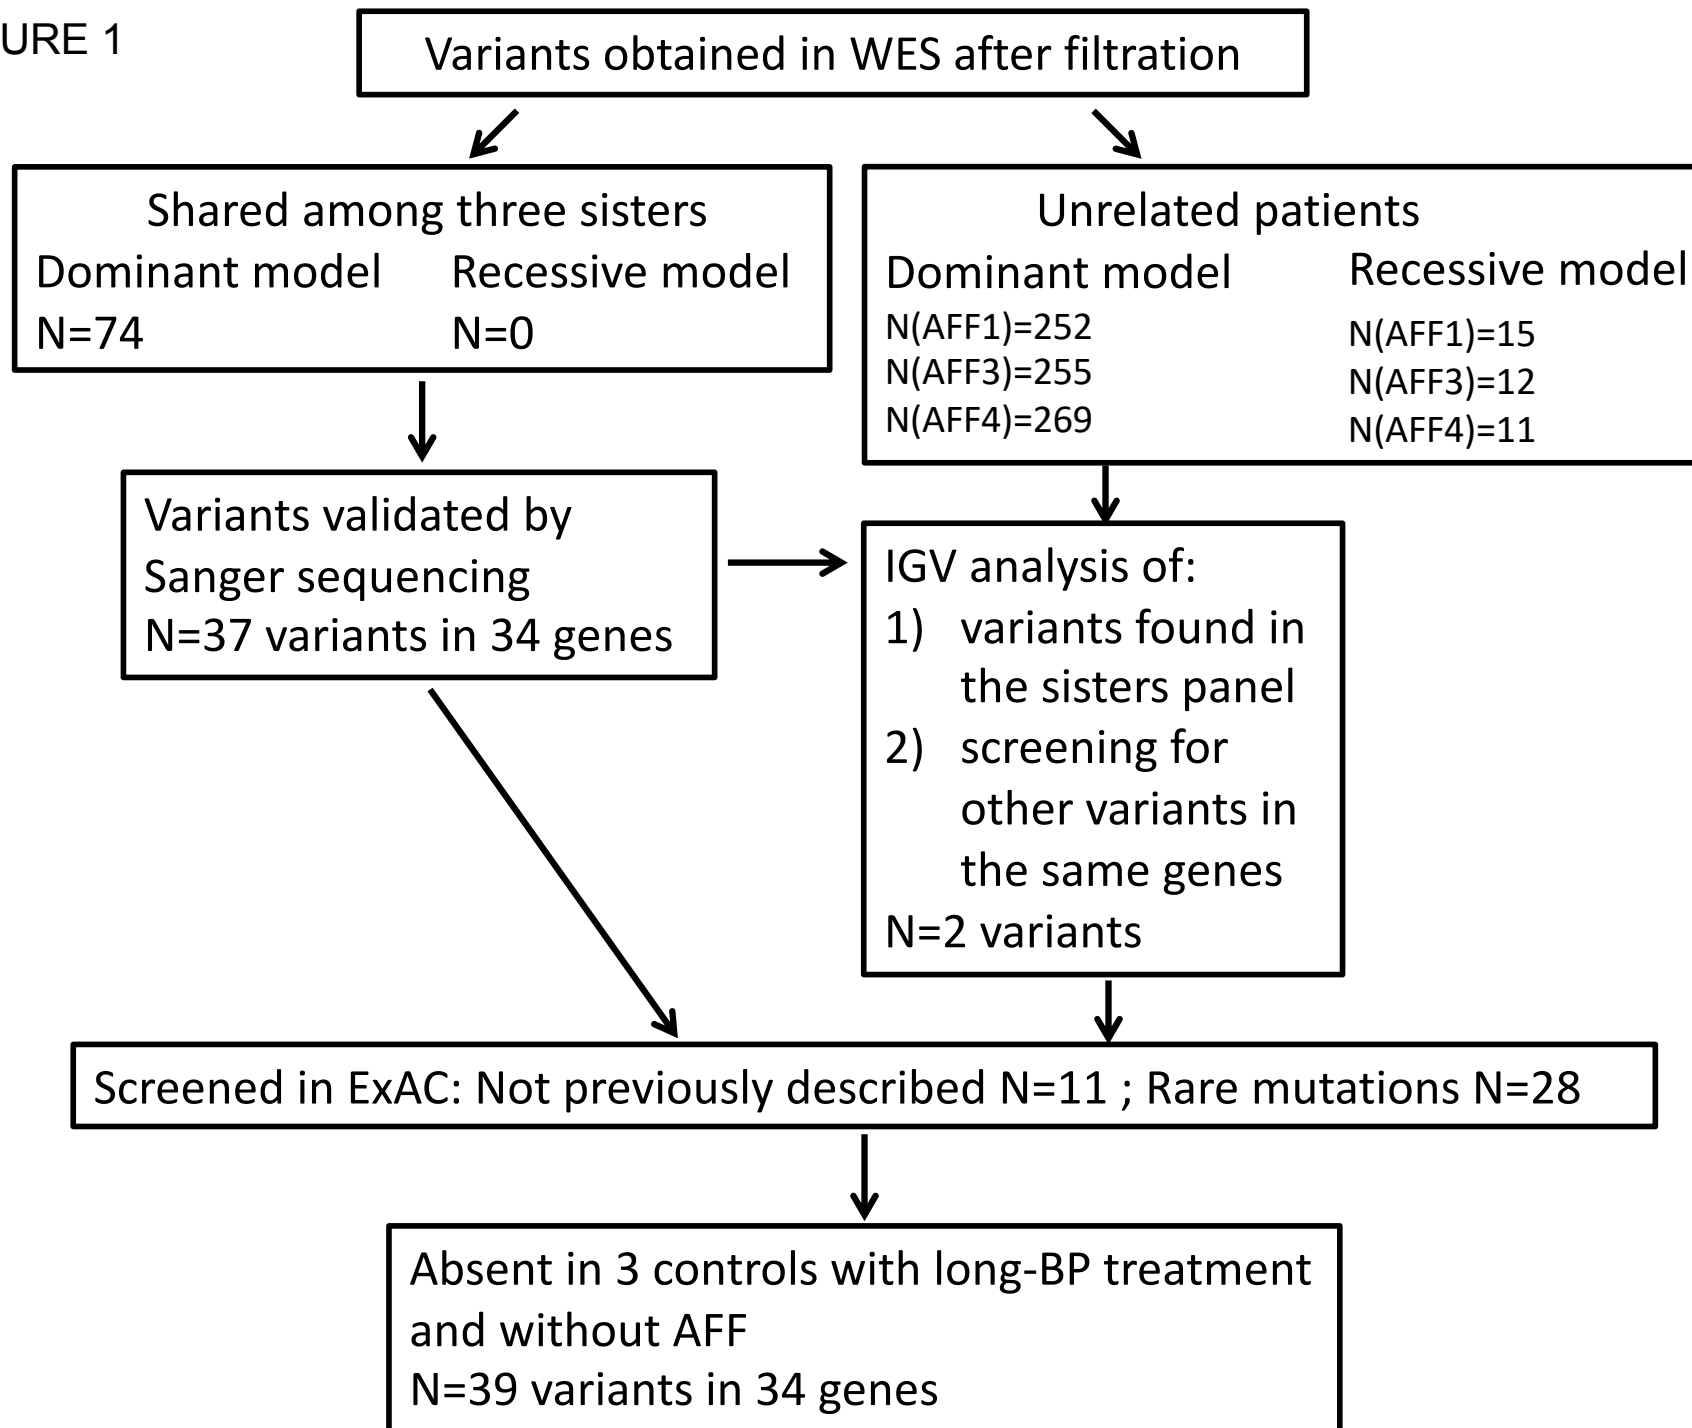 URE 1
Variants obtained in WES after filtration
Shared among three sisters
Dominant model Recessive model
N=74 N=0
Unrelated patients
Dominant model Recessive model
N(AFF1)=252 N(AFF1)=15
N(AFF3)=255 N(AFF3)=12
N(AFF4)=269 N(AFF4)=11
Variants validated by
Sanger sequencing
N=37 variants in 34 genes
IGV analysis of:
1) variants found in
the sisters panel
2) screening for
other variants in
the same genes
N=2 variants
Screened in ExAC: Not previously described N=11 ; Rare mutations N=28
Absent in 3 controls with long-BP treatment
and without AFF
N=39 variants in 34 genes